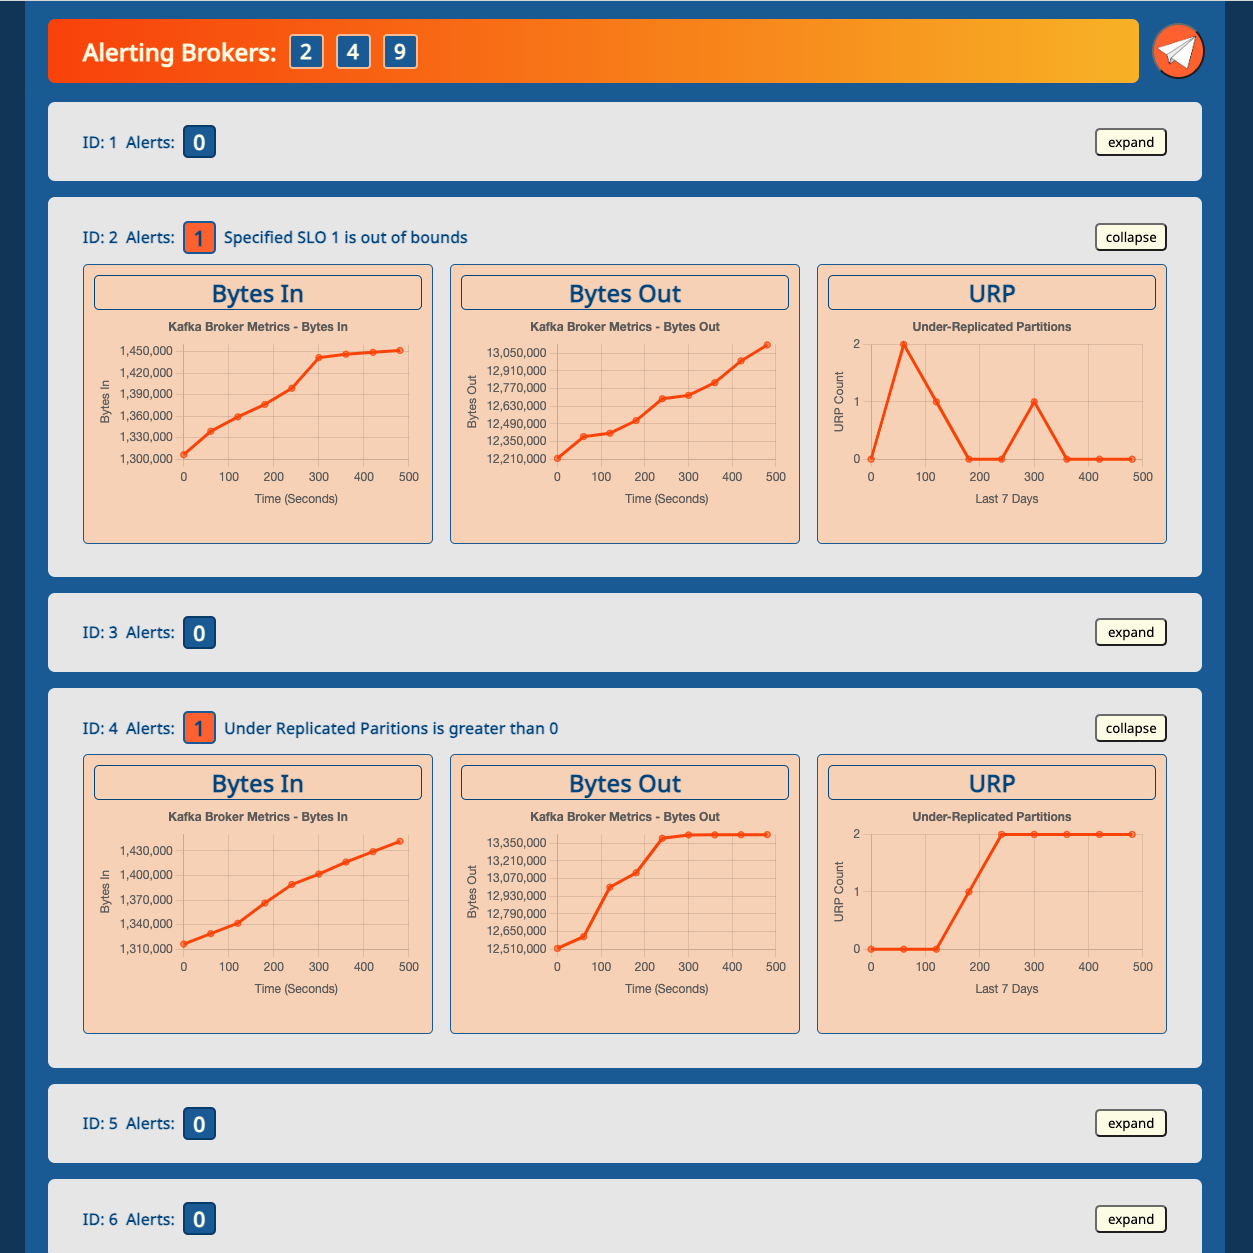 Alerting Brokers: 2 4 9
ID: 1 Alerts: 0 expand
ID: 2 Alerts: 1 Specified SLO 1 is out of bounds collapse
Bytes In
Kafka Broker Metrics - Bytes In
Bytes In
1,450,000
1,420,000
1,390,000
1,360,000
1,330,000
1,300,000
0 100 200 300 400 500
Time (Seconds)
Bytes Out
Kafka Broker Metrics - Bytes Out
Bytes Out
13,050,000
12,910,000
12,770,000
12,630,000
12,490,000
12,350,000
12,210,000
0 100 200 300 400 500
Time (Seconds)
URP
Under-Replicated Partitions
URP Count
2
1
0
0 100 200 300 400 500
Last 7 Days
ID: 3 Alerts: 0 expand
ID: 4 Alerts: 1 Under Replicated Paritions is greater than 0 collapse
Bytes In
Kafka Broker Metrics - Bytes In
Bytes In
1,430,000
1,400,000
1,370,000
1,340,000
1,310,000
0 100 200 300 400 500
Time (Seconds)
Bytes Out
Kafka Broker Metrics - Bytes Out
Bytes Out
13,350,000
13,210,000
13,070,000
12,930,000
12,790,000
12,650,000
12,510,000
0 100 200 300 400 500
Time (Seconds)
URP
Under-Replicated Partitions
URP Count
2
1
0
0 100 200 300 400 500
Last 7 Days
ID: 5 Alerts: 0 expand
ID: 6 Alerts: 0 expand